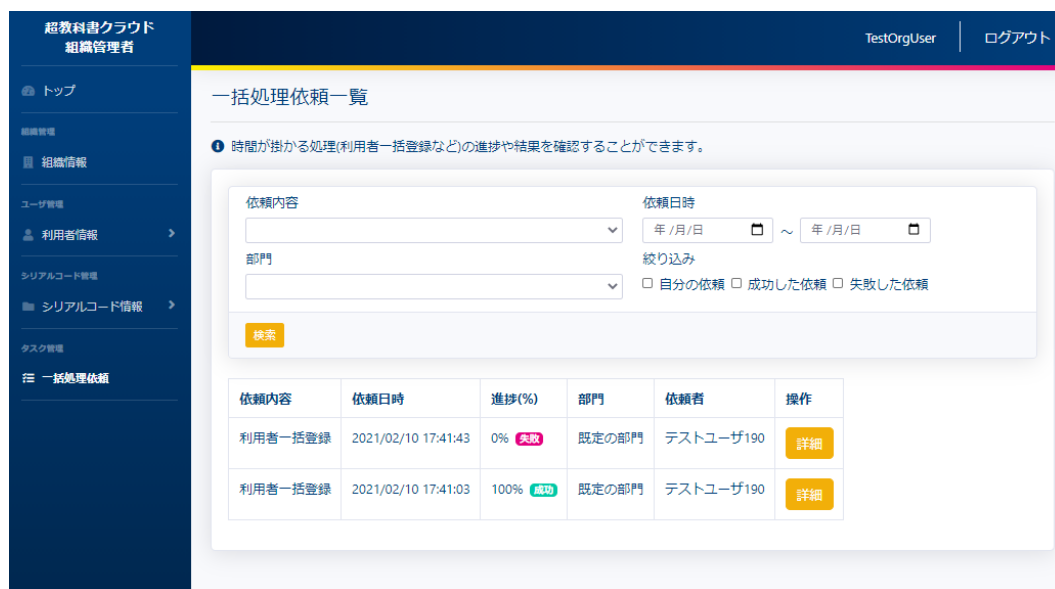 超教科書クラウド
組織管理者
TestOrgUser
ログアウト
トップ
組織管理
組織情報
ユーザ管理
利用者情報
シリアルコード管理
シリアルコード情報
タスク管理
一括処理依頼
一括処理依頼一覧
時間が掛かる処理(利用者一括登録など)の進捗や結果を確認することができます。
依頼内容
依頼日時
年 /月/日 ～ 年 /月/日
部門
絞り込み
自分の依頼 成功した依頼 失敗した依頼
検索
依頼内容 依頼日時 進捗(%) 部門 依頼者 操作
利用者一括登録 2021/02/10 17:41:43 0% 失敗 既定の部門 テストユーザ190 詳細
利用者一括登録 2021/02/10 17:41:03 100% 成功 既定の部門 テストユーザ190 詳細